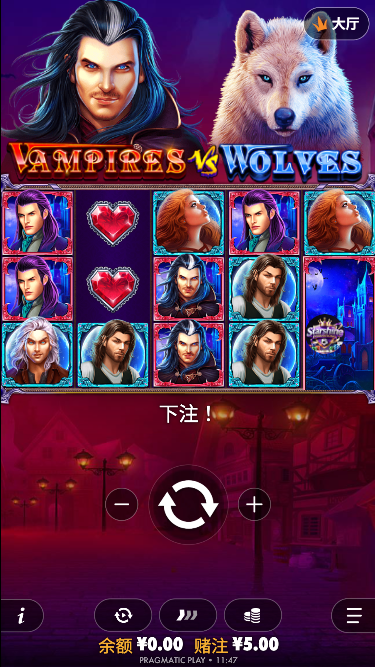 大厅
VAMPIRES VS WOLVES
Starshine
下注！
i
余额 ¥0.00 赌注 ¥5.00
PRAGMATIC PLAY • 11:47